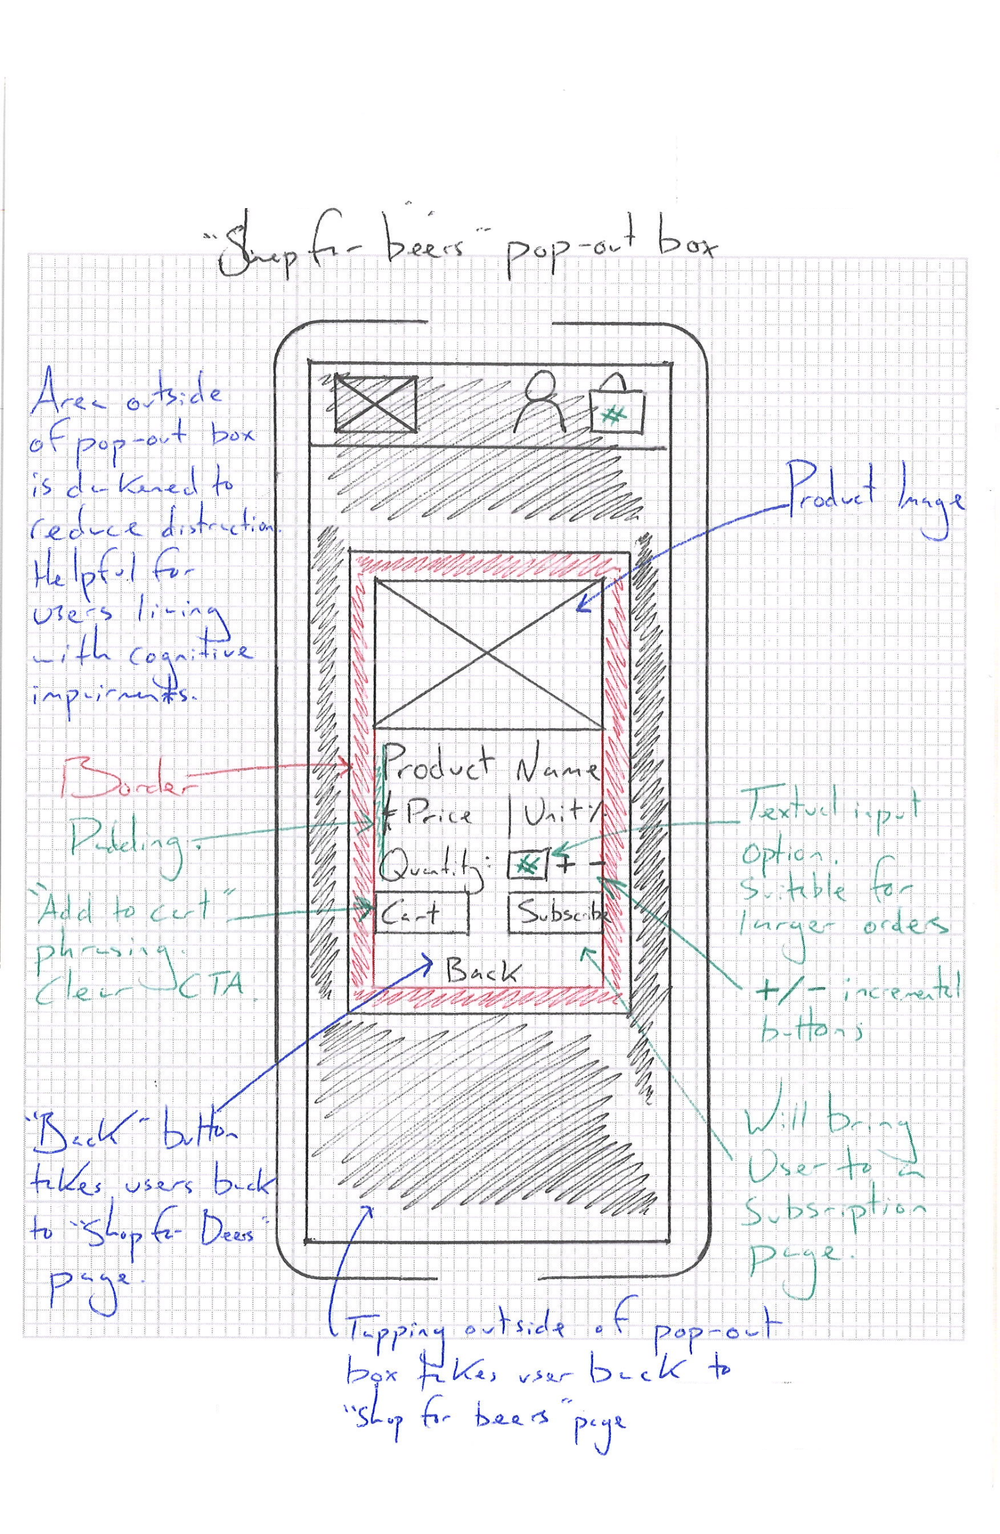 "Shop for beers" pop-out box
Area outside
of pop-out box
is darkened to
reduce distruction.
Helpful for
users living
with cognitive
impairments.
Border
Padding.
"Add to cart"
phrasing.
Clear CTA.
"Back" button
takes users back
to "Shop for Beers"
page.
#
Product Name
Price | Unit/
Quantity: # + -
Cart Subscribe
Back
Product Image
Textual input
option.
Suitable for
larger orders
+/- incremental
buttons
Will bring
User to a
Subsription
page.
Tapping outside of pop-out
box takes user back to
"Shop for beers" page